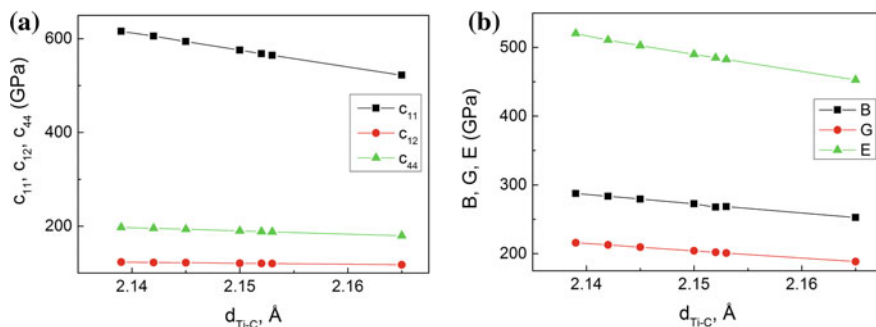 (a)
600
400
200
c11, c12, c44 (GPa)
c11
c12
c44
2.14
2.15
2.16
dTi-C, Å
(b)
500
400
300
200
B, G, E (GPa)
B
G
E
2.14
2.15
2.16
dTi-C, Å